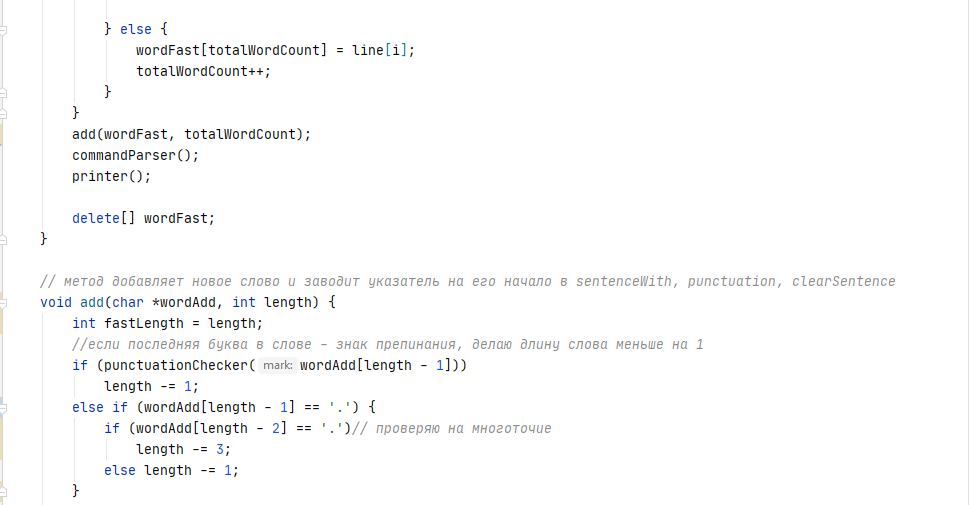 } else {
wordFast[totalWordCount] = line[i];
totalWordCount++;
}
}
add(wordFast, totalWordCount);
commandParser();
printer();
delete[] wordFast;
}
// метод добавляет новое слово и заводит указатель на его начало в sentenceWith, punctuation, clearSentence
void add(char *wordAdd, int length) {
int fastLength = length;
//если последняя буква в слове - знак препинания, делаю длину слова меньше на 1
if (punctuationChecker( mark: wordAdd[length - 1]))
length -= 1;
else if (wordAdd[length - 1] == '.') {
if (wordAdd[length - 2] == '.')// проверяю на многоточие
length -= 3;
else length -= 1;
}